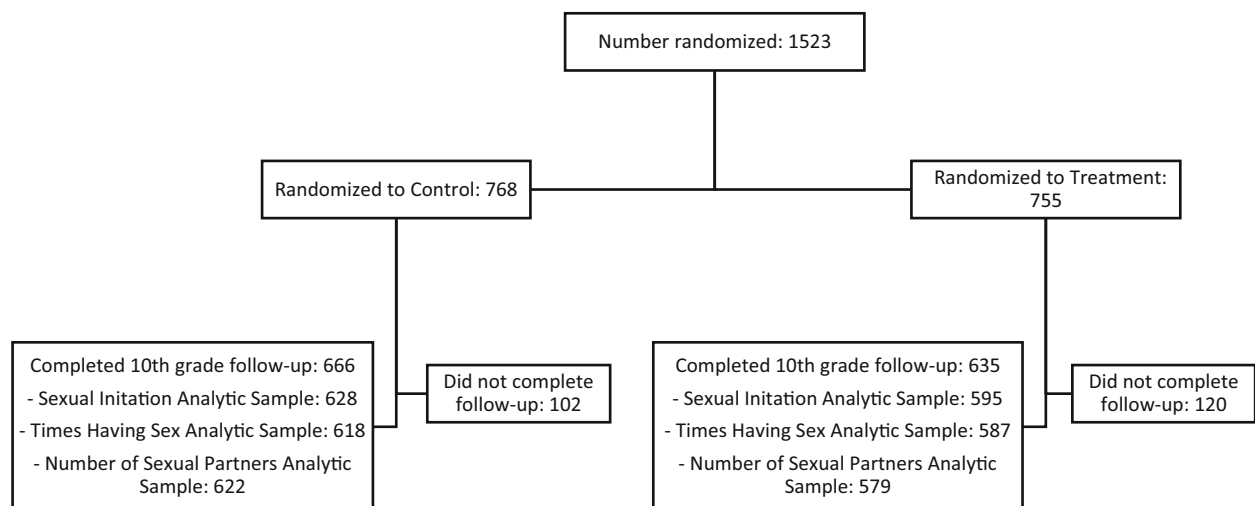 Number randomized: 1523
Randomized to Control: 768
Randomized to Treatment:
755
Completed 10th grade follow-up: 666
- Sexual Initation Analytic Sample: 628
- Times Having Sex Analytic Sample: 618
- Number of Sexual Partners Analytic
Sample: 622
Did not complete
follow-up: 102
Completed 10th grade follow-up: 635
- Sexual Initation Analytic Sample: 595
- Times Having Sex Analytic Sample: 587
- Number of Sexual Partners Analytic
Sample: 579
Did not complete
follow-up: 120